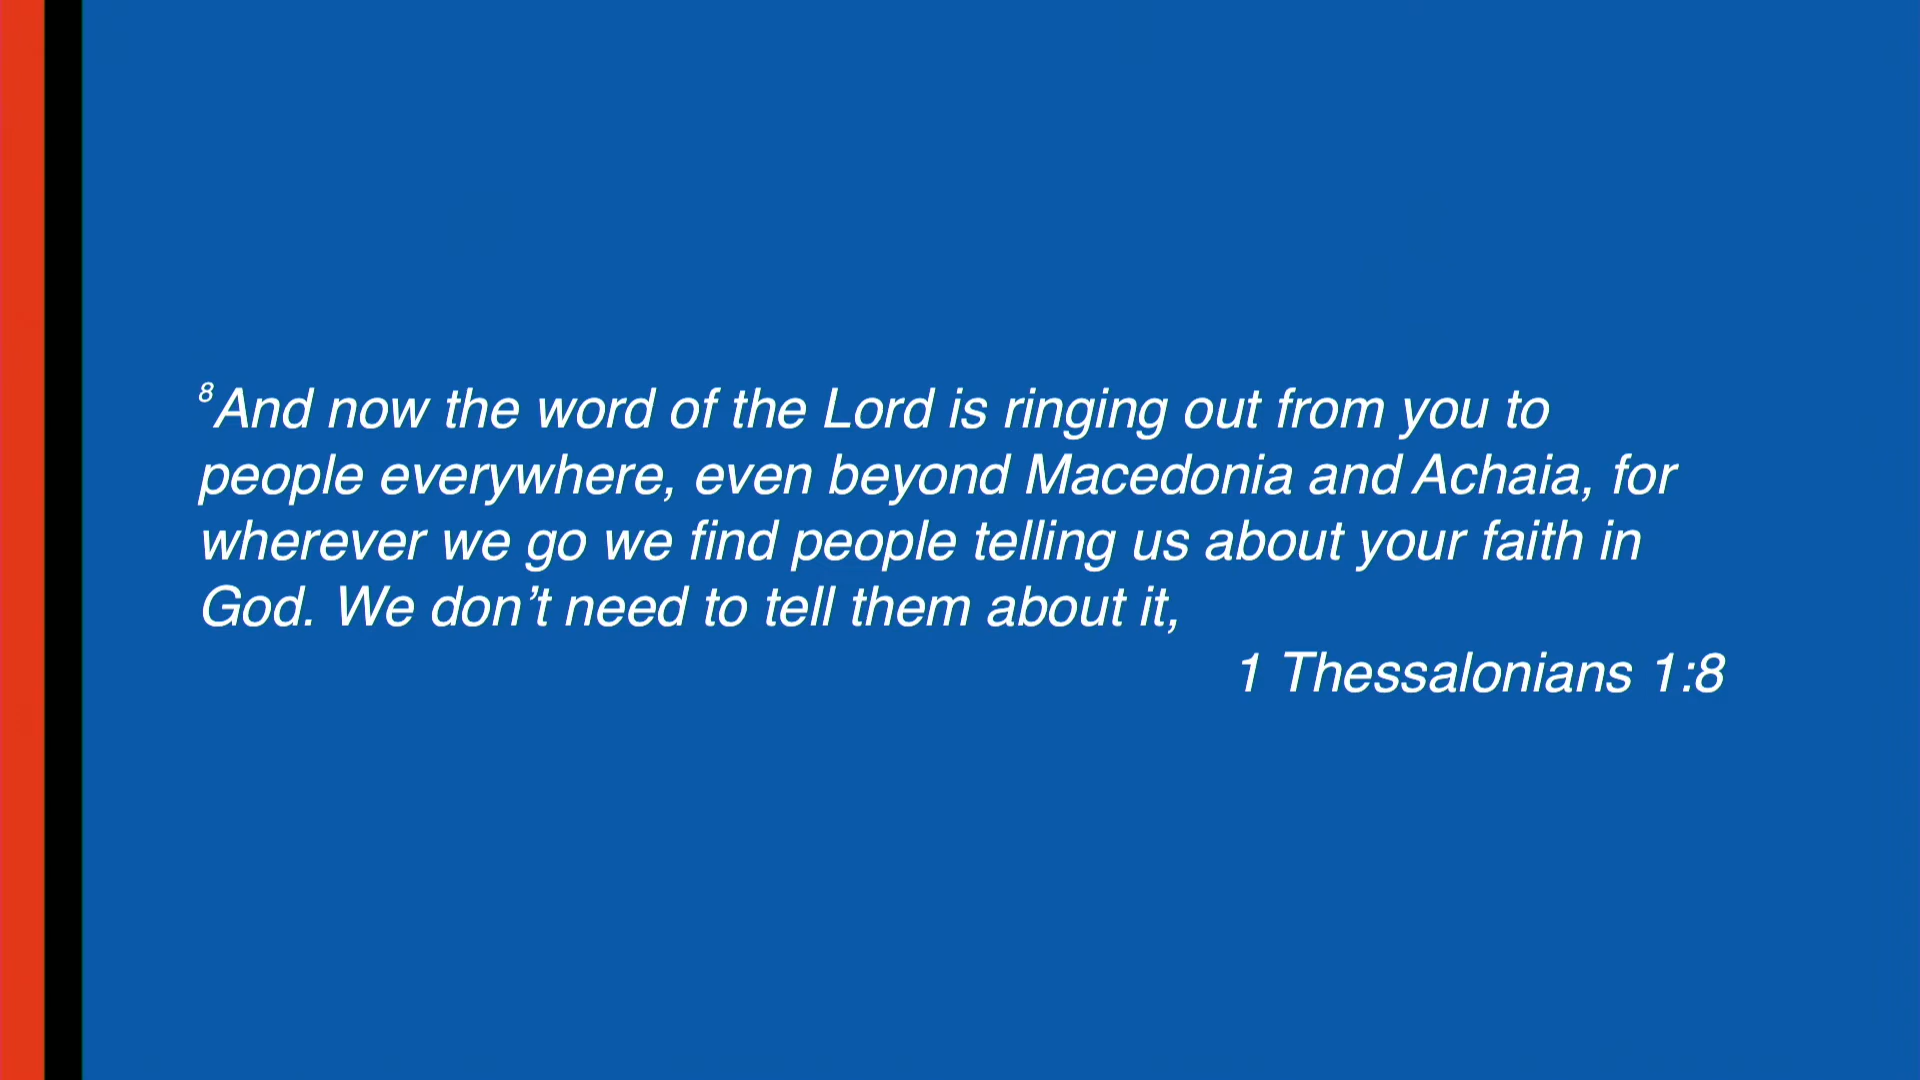 ⁸And now the word of the Lord is ringing out from you to
people everywhere, even beyond Macedonia and Achaia, for
wherever we go we find people telling us about your faith in
God. We don’t need to tell them about it,
1 Thessalonians 1:8